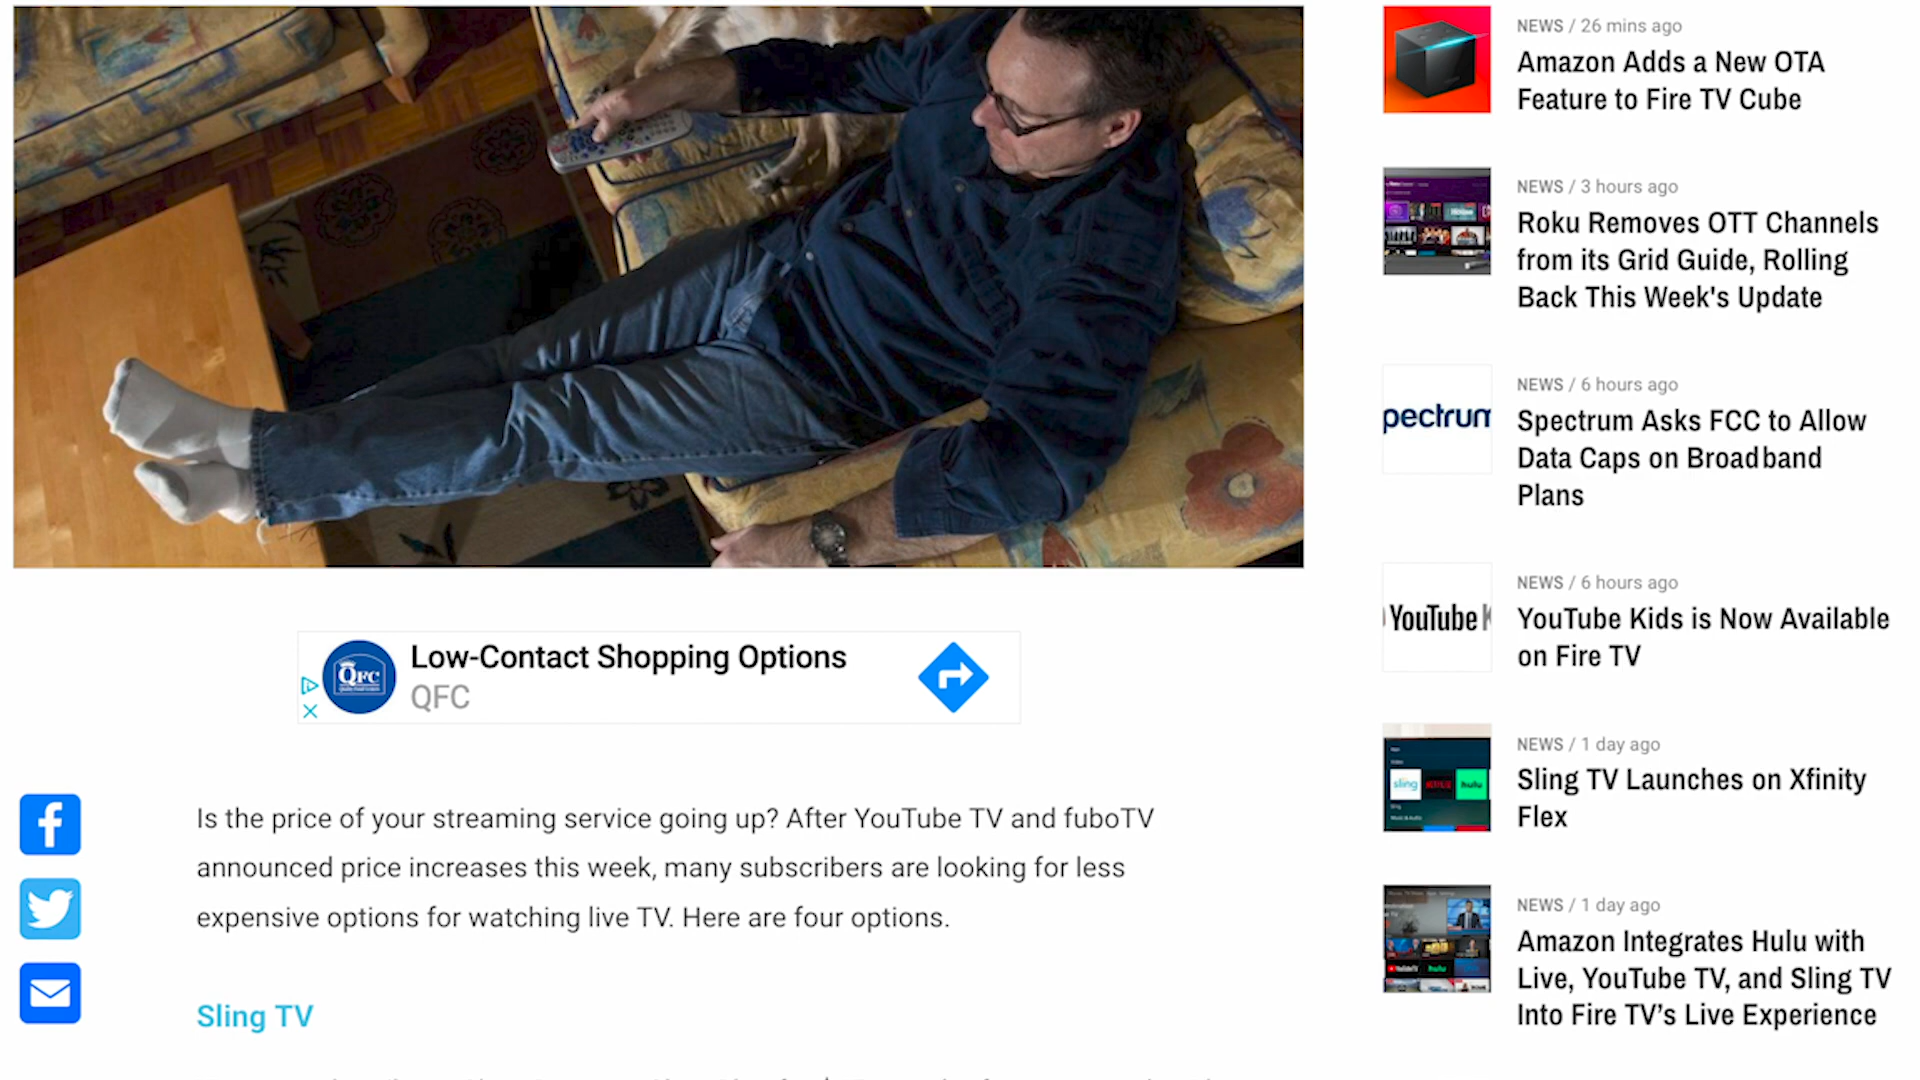 Low-Contact Shopping Options
QFC
QFC
Is the price of your streaming service going up? After YouTube TV and fuboTV
announced price increases this week, many subscribers are looking for less
expensive options for watching live TV. Here are four options.
Sling TV
NEWS / 26 mins ago
Amazon Adds a New OTA
Feature to Fire TV Cube
NEWS / 3 hours ago
Roku Removes OTT Channels
from its Grid Guide, Rolling
Back This Week's Update
pectrum
NEWS / 6 hours ago
Spectrum Asks FCC to Allow
Data Caps on Broadband
Plans
YouTube K
NEWS / 6 hours ago
YouTube Kids is Now Available
on Fire TV
sling
hulu
NEWS / 1 day ago
Sling TV Launches on Xfinity
Flex
hulu
NEWS / 1 day ago
Amazon Integrates Hulu with
Live, YouTube TV, and Sling TV
Into Fire TV’s Live Experience